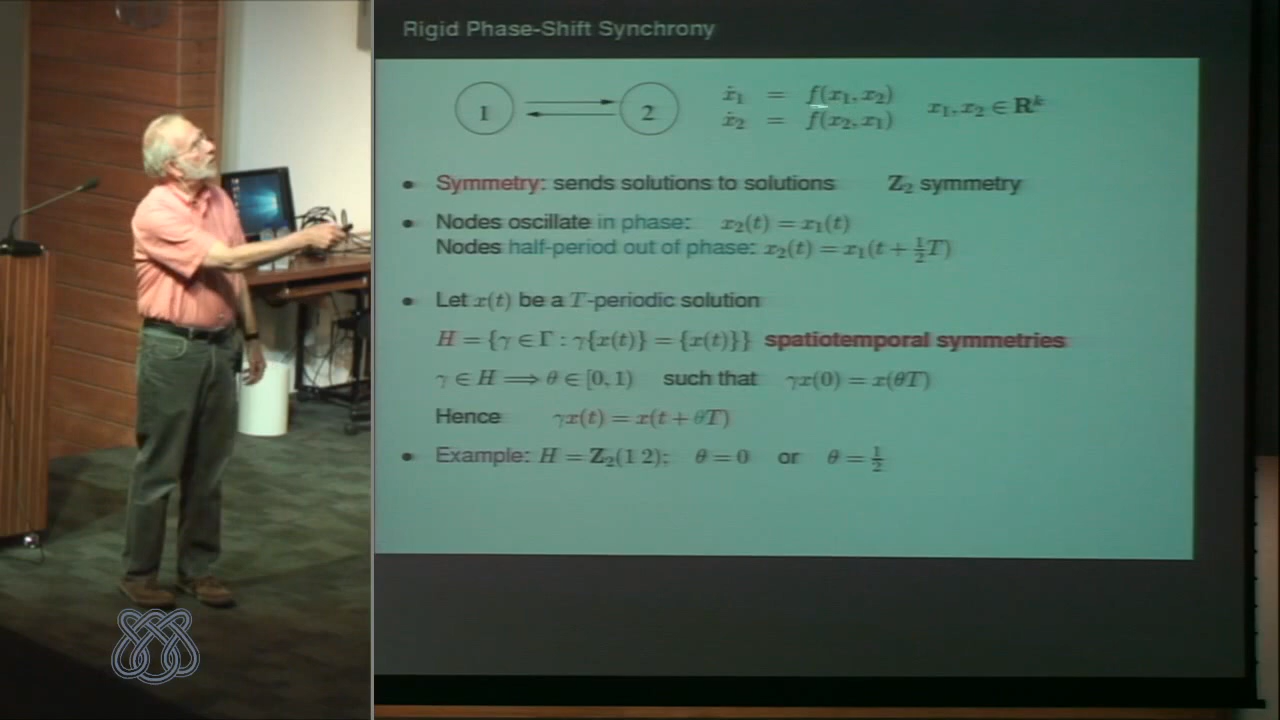 Rigid Phase-Shift Synchrony
1 2 ẋ₁ = f(x₁, x₂) x₁, x₂ ∈ Rᵏ
ẋ₂ = f(x₂, x₁)
• Symmetry: sends solutions to solutions Z₂ symmetry
• Nodes oscillate in phase: x₂(t) = x₁(t)
Nodes half-period out of phase: x₂(t) = x₁(t + ½T)
• Let x(t) be a T-periodic solution
H = {γ ∈ Γ : γ{x(t)} = {x(t)}} spatiotemporal symmetries
γ ∈ H ⟹ θ ∈ [0, 1) such that γx(0) = x(θT)
Hence γx(t) = x(t + θT)
• Example: H = Z₂(1 2); θ = 0 or θ = ½